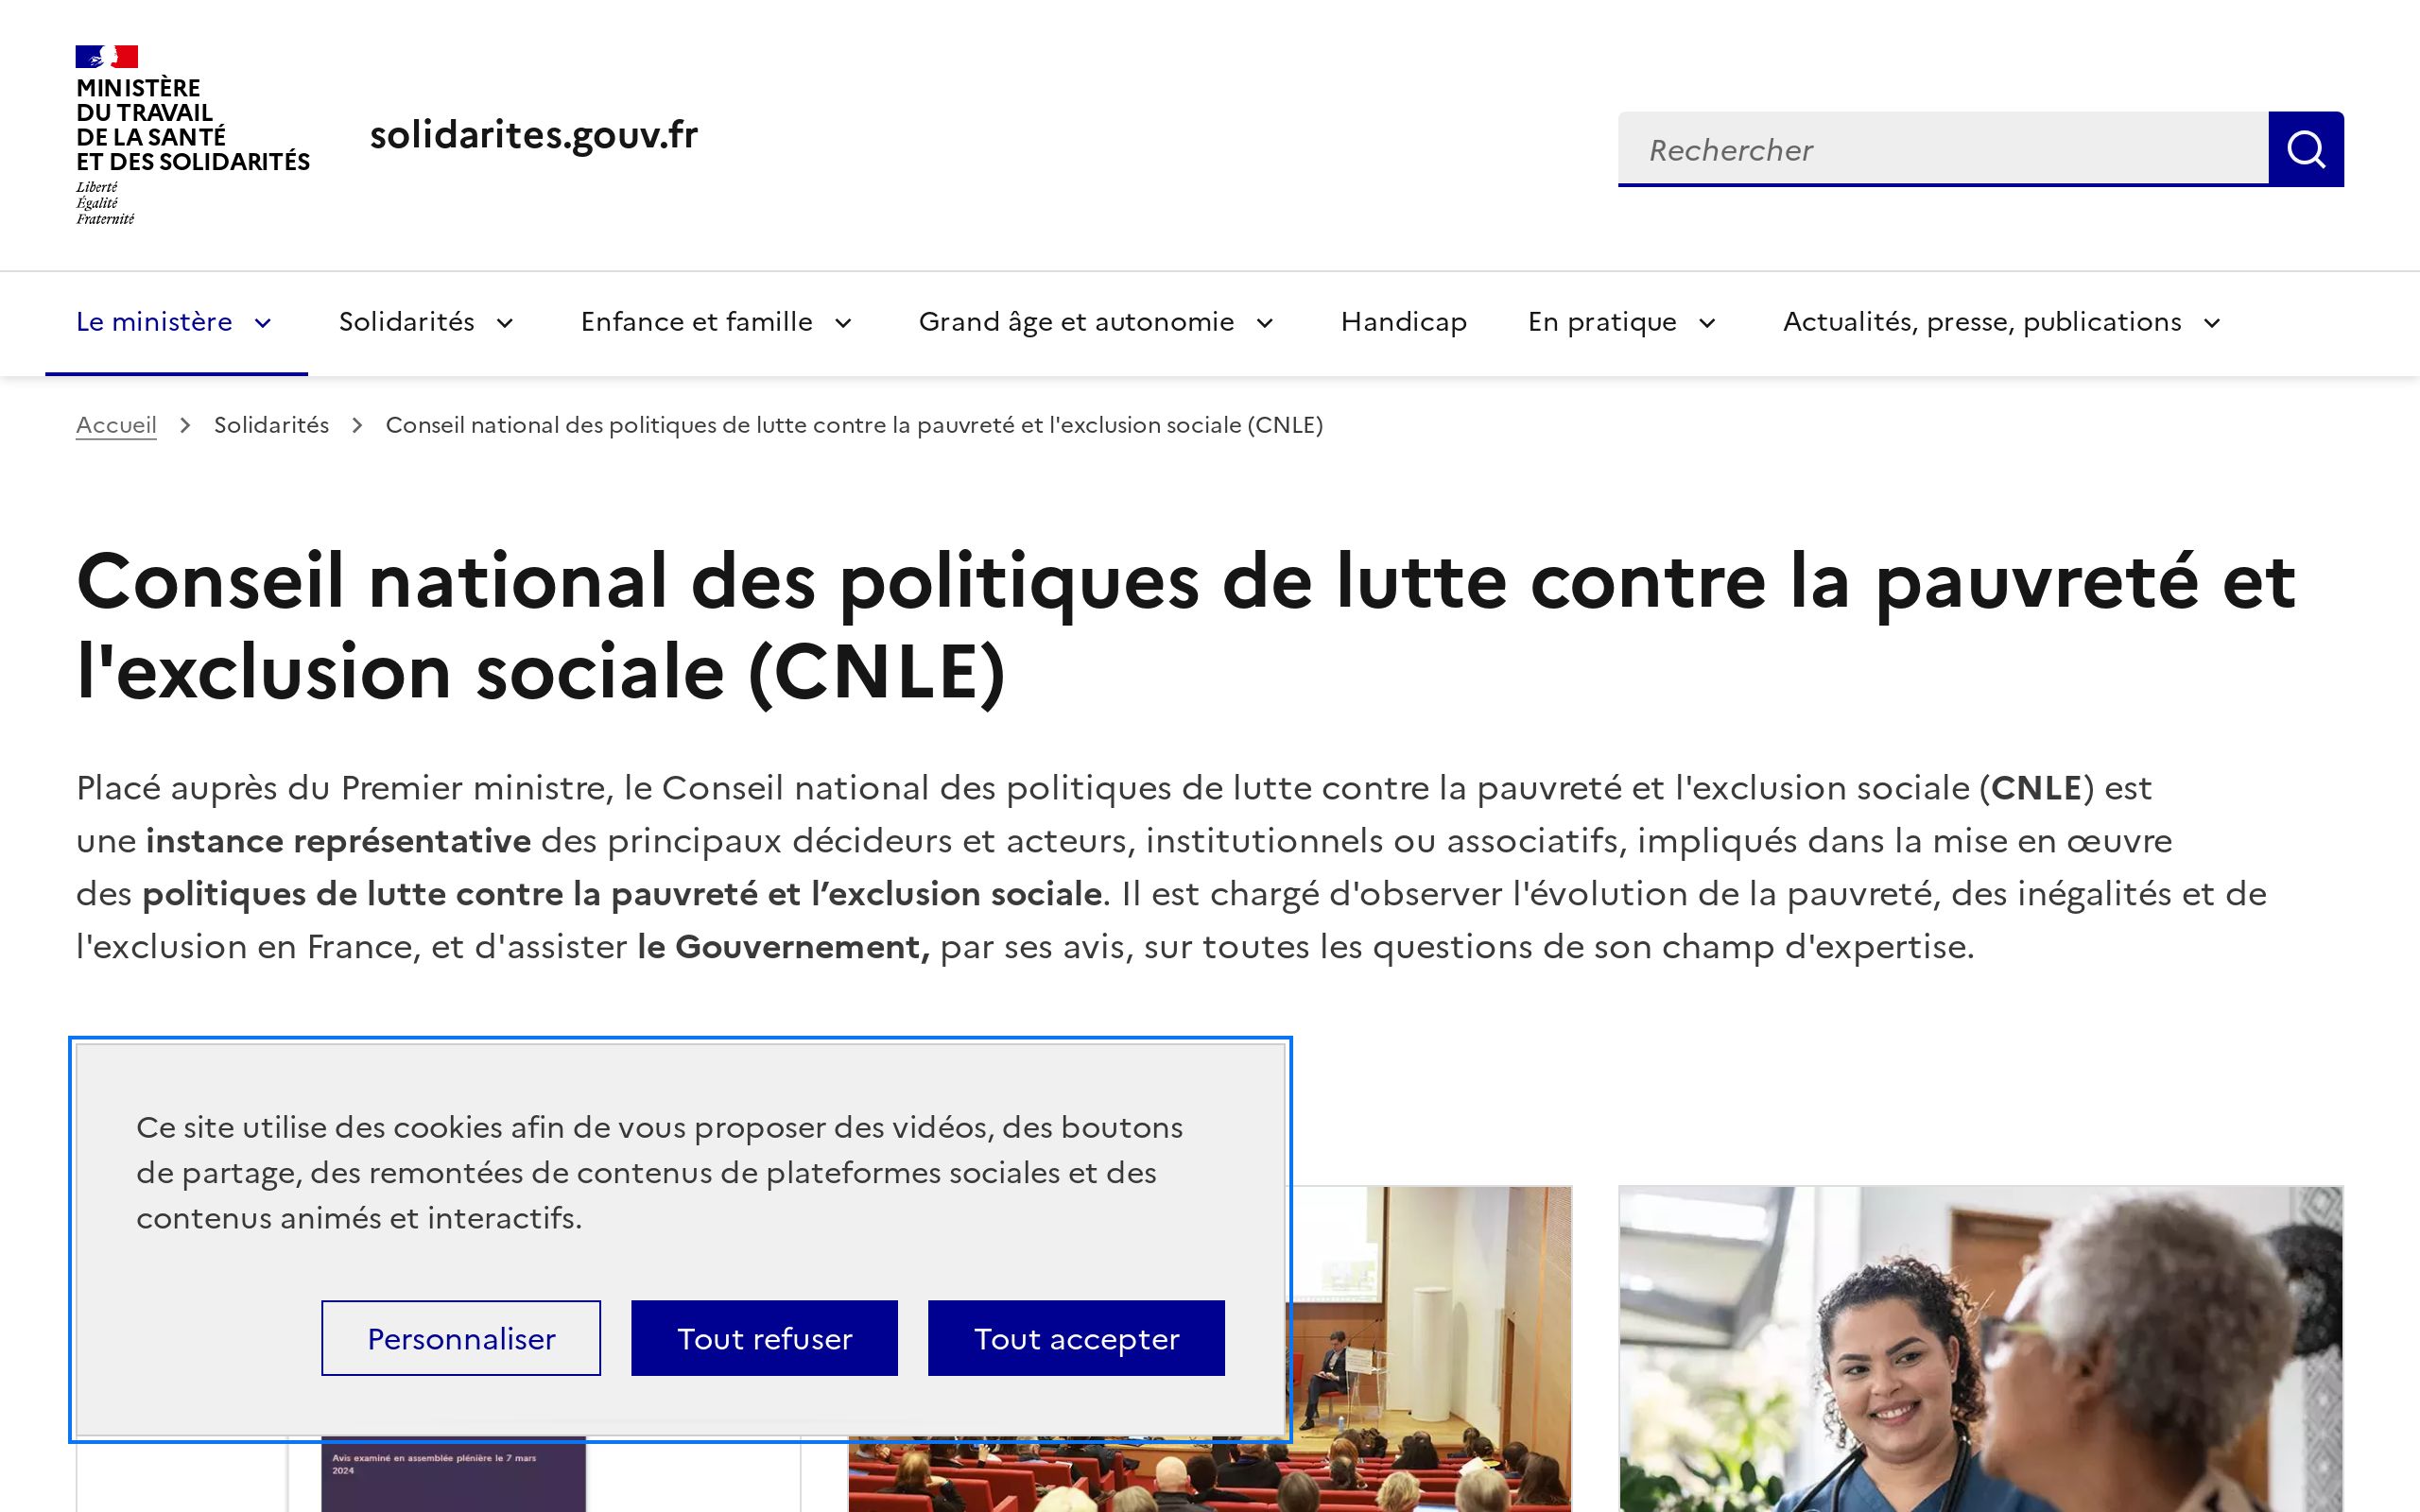 MINISTÈRE
DU TRAVAIL
DE LA SANTÉ
ET DES SOLIDARITÉS
Liberté
Égalité
Fraternité
solidarites.gouv.fr
Rechercher
Le ministère
Solidarités
Enfance et famille
Grand âge et autonomie
Handicap
En pratique
Actualités, presse, publications
Accueil > Solidarités > Conseil national des politiques de lutte contre la pauvreté et l'exclusion sociale (CNLE)
Conseil national des politiques de lutte contre la pauvreté et
l'exclusion sociale (CNLE)
Placé auprès du Premier ministre, le Conseil national des politiques de lutte contre la pauvreté et l'exclusion sociale (CNLE) est
une instance représentative des principaux décideurs et acteurs, institutionnels ou associatifs, impliqués dans la mise en œuvre
des politiques de lutte contre la pauvreté et l’exclusion sociale. Il est chargé d'observer l'évolution de la pauvreté, des inégalités et de
l'exclusion en France, et d'assister le Gouvernement, par ses avis, sur toutes les questions de son champ d'expertise.
Ce site utilise des cookies afin de vous proposer des vidéos, des boutons
de partage, des remontées de contenus de plateformes sociales et des
contenus animés et interactifs.
Personnaliser
Tout refuser
Tout accepter
Avis examiné en assemblée plénière le 7 mars
2024